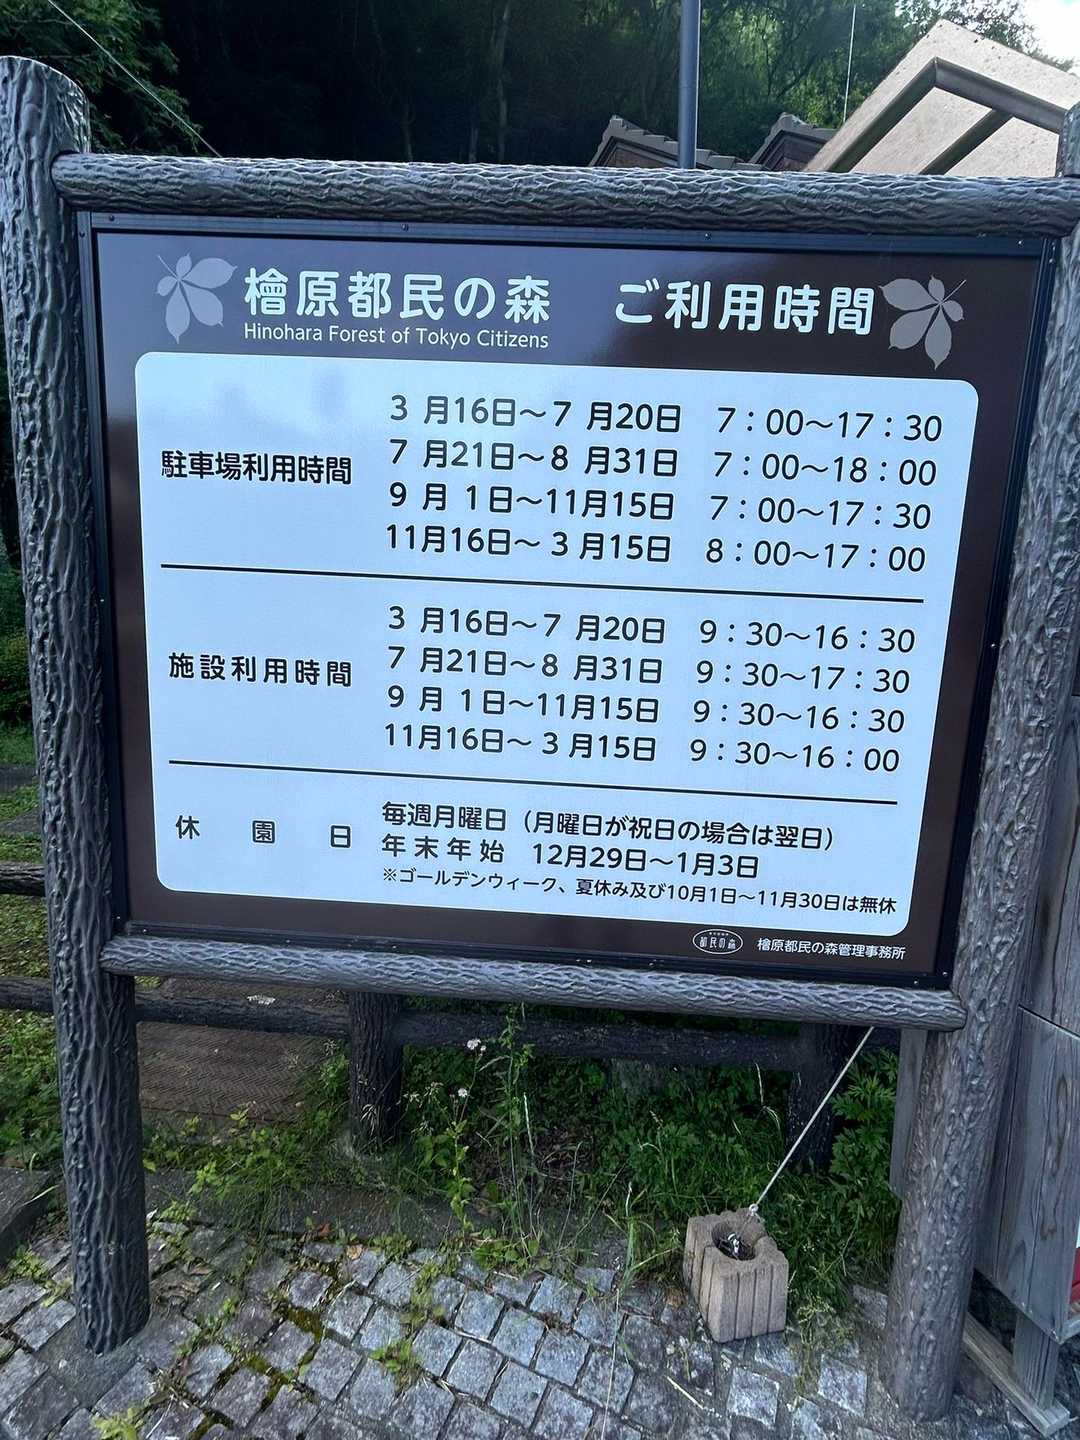 檜原都民の森 ご利用時間
Hinohara Forest of Tokyo Citizens
駐車場利用時間
3月16日～7月20日 7：00～17：30
7月21日～8月31日 7：00～18：00
9月1日～11月15日 7：00～17：30
11月16日～3月15日 8：00～17：00
施設利用時間
3月16日～7月20日 9：30～16：30
7月21日～8月31日 9：30～17：30
9月1日～11月15日 9：30～16：30
11月16日～3月15日 9：30～16：00
休園日
毎週月曜日（月曜日が祝日の場合は翌日）
年末年始 12月29日～1月3日
※ゴールデンウィーク、夏休み及び10月1日～11月30日は無休
都民の森 檜原都民の森管理事務所